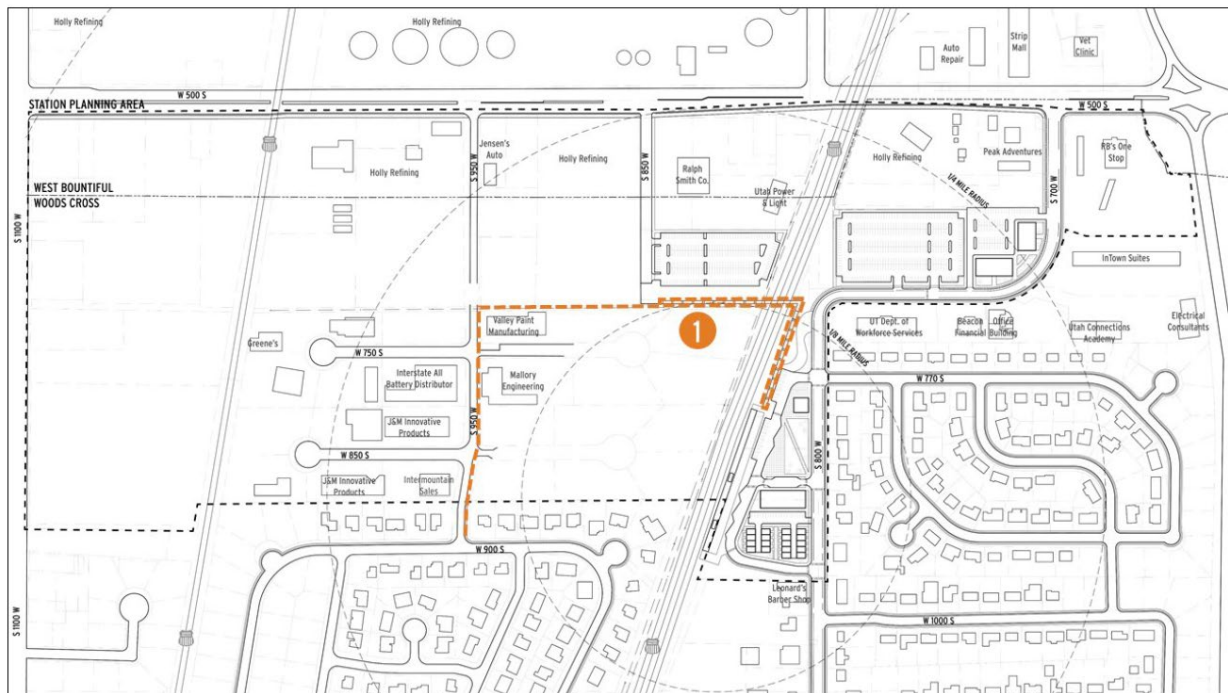 Holly Refining
Holly Refining
Holly Refining
Strip
Mall
Auto
Repair
Vet
Clinic
STATION PLANNING AREA
W 500 S
W 500 S
WEST BOUNTIFUL
WOODS CROSS
S 1100 W
S 950 W
S 850 W
S 700 W
Jensen's
Auto
Holly Refining
Holly Refining
Ralph
Smith Co.
Utah Power
& Light
Holly Refining
Peak Adventures
RB's One
Stop
1/4 MILE RADIUS
InTown Suites
Valley Paint
Manufacturing
1
UT Dept. of
Workforce Services
Beacon
Financial
Office
Building
Utah Connections
Academy
Electrical
Consultants
1/8 MILE RADIUS
Greene's
W 750 S
Interstate All
Battery Distributor
Mallory
Engineering
W 770 S
J&M Innovative
Products
S 950 W
S 800 W
W 850 S
J&M Innovative
Products
Intermountain
Sales
W 900 S
Leonard's
Barber Shop
S 1100 W
W 1000 S